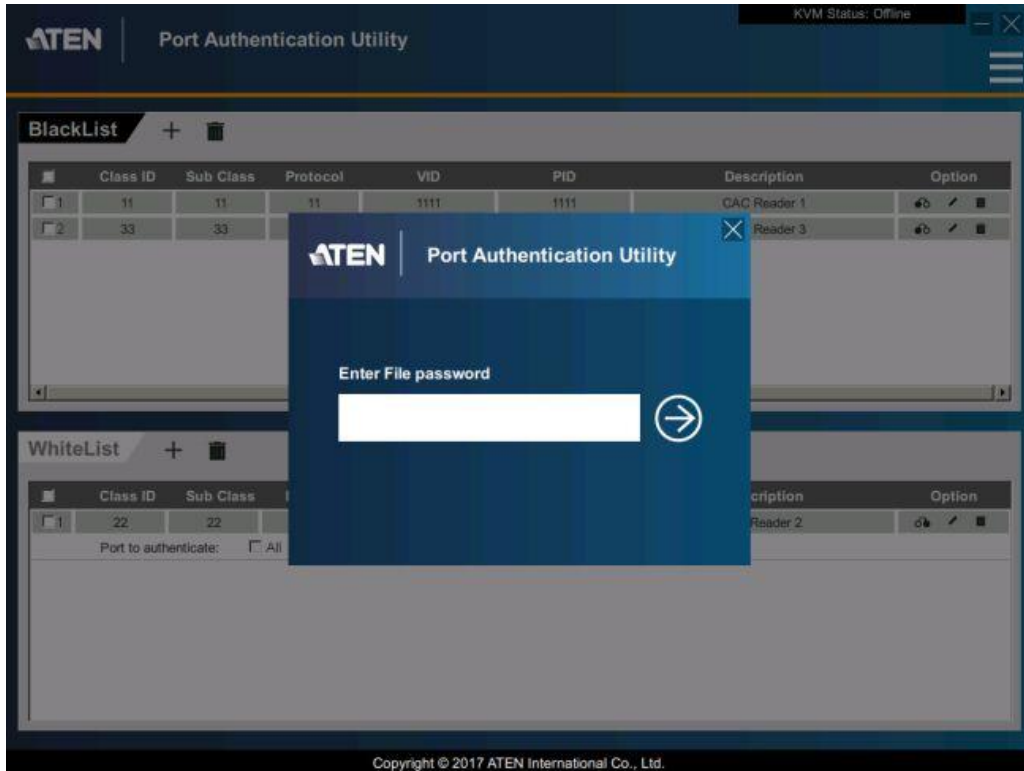 KVM Status: Offline
ATEN Port Authentication Utility
BlackList
Class ID Sub Class Protocol VID PID Description Option
1 11 11 11 1111 1111 CAC Reader 1
2 33 33 Reader 3
ATEN Port Authentication Utility
Enter File password
WhiteList
Class ID Sub Class Option
1 22 22 Reader 2
Port to authenticate: All
Copyright © 2017 ATEN International Co., Ltd.